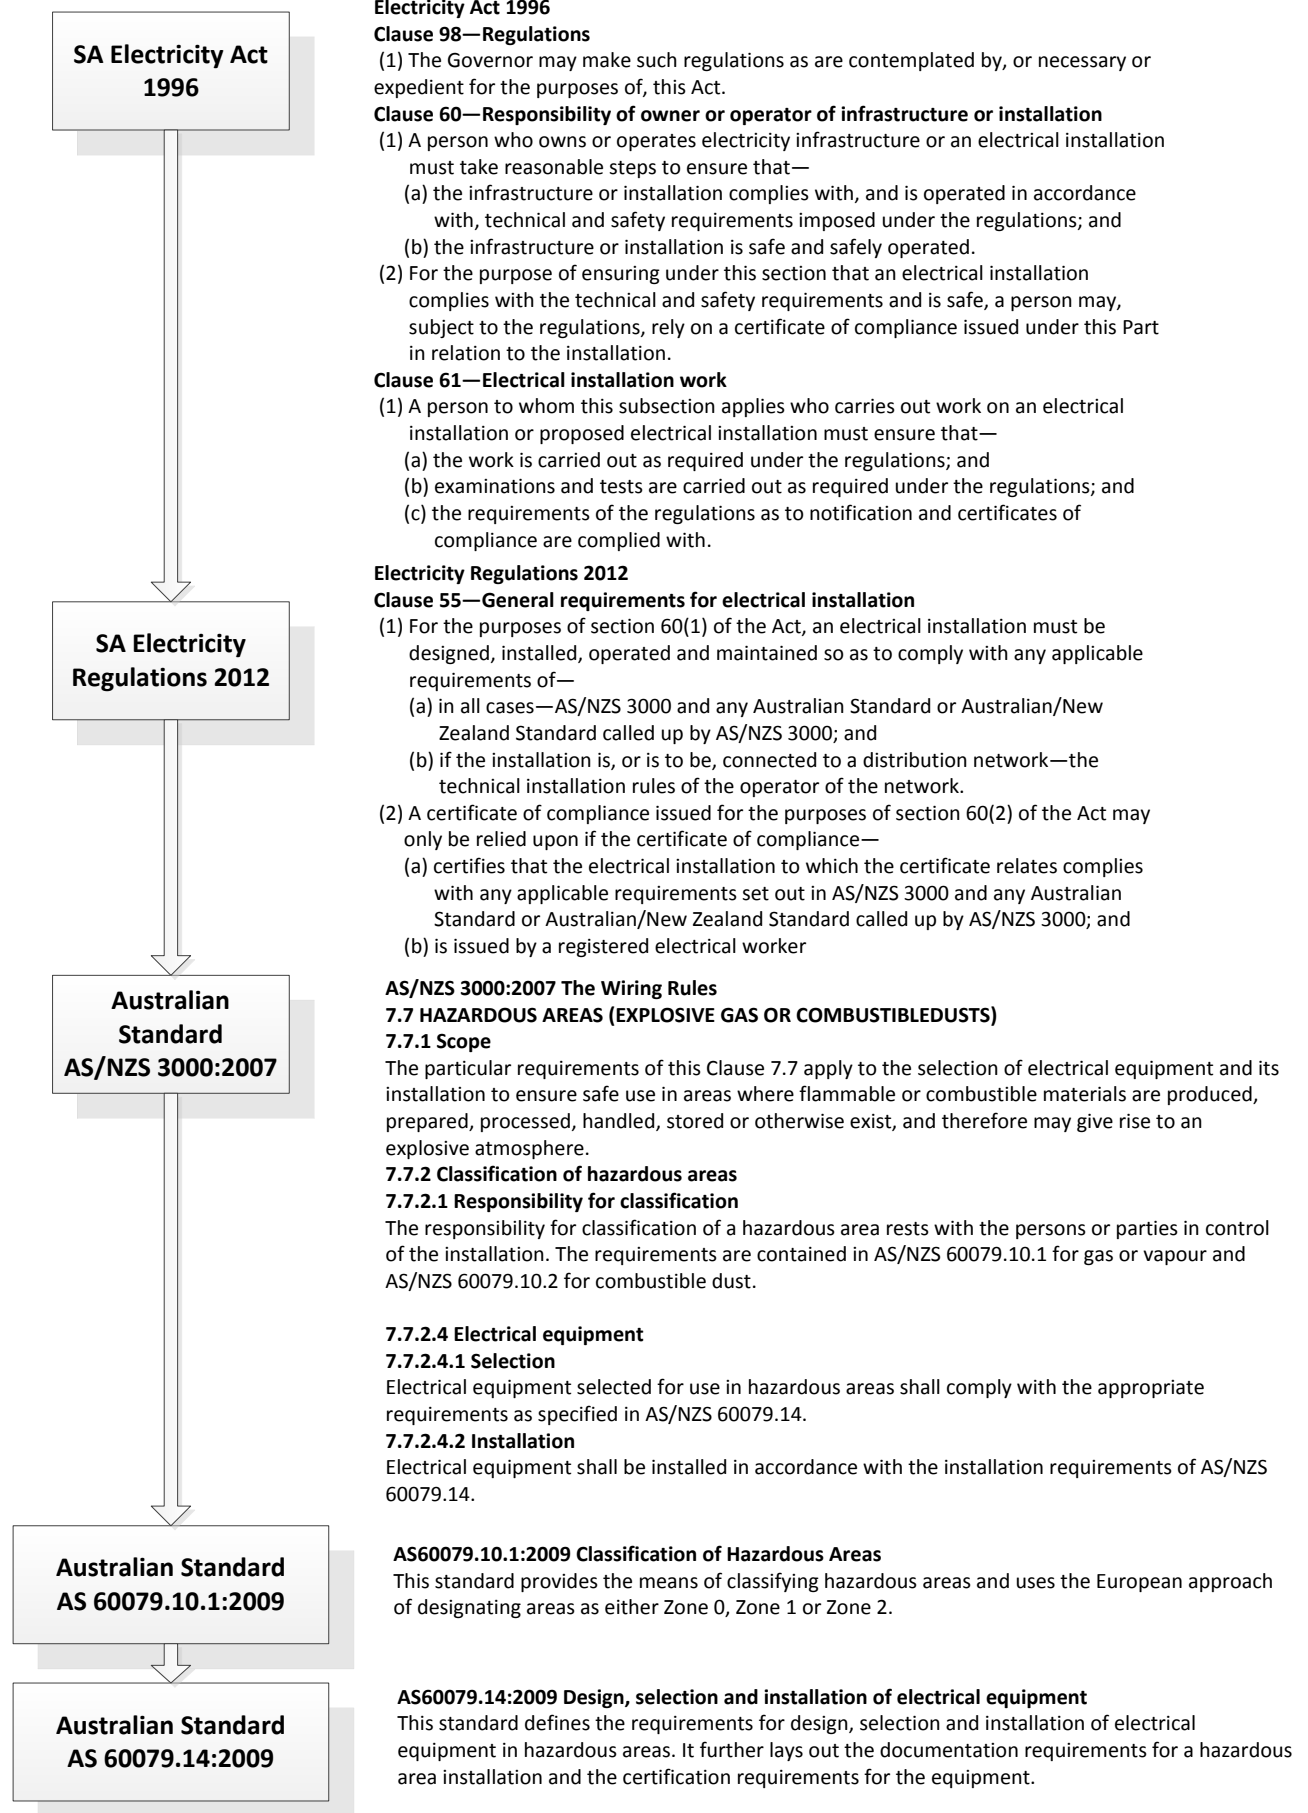 SA Electricity Act
1996
Electricity Act 1996
Clause 98—Regulations
(1) The Governor may make such regulations as are contemplated by, or necessary or
expedient for the purposes of, this Act.
Clause 60—Responsibility of owner or operator of infrastructure or installation
(1) A person who owns or operates electricity infrastructure or an electrical installation
must take reasonable steps to ensure that—
(a) the infrastructure or installation complies with, and is operated in accordance
with, technical and safety requirements imposed under the regulations; and
(b) the infrastructure or installation is safe and safely operated.
(2) For the purpose of ensuring under this section that an electrical installation
complies with the technical and safety requirements and is safe, a person may,
subject to the regulations, rely on a certificate of compliance issued under this Part
in relation to the installation.
Clause 61—Electrical installation work
(1) A person to whom this subsection applies who carries out work on an electrical
installation or proposed electrical installation must ensure that—
(a) the work is carried out as required under the regulations; and
(b) examinations and tests are carried out as required under the regulations; and
(c) the requirements of the regulations as to notification and certificates of
compliance are complied with.
SA Electricity
Regulations 2012
Electricity Regulations 2012
Clause 55—General requirements for electrical installation
(1) For the purposes of section 60(1) of the Act, an electrical installation must be
designed, installed, operated and maintained so as to comply with any applicable
requirements of—
(a) in all cases—AS/NZS 3000 and any Australian Standard or Australian/New
Zealand Standard called up by AS/NZS 3000; and
(b) if the installation is, or is to be, connected to a distribution network—the
technical installation rules of the operator of the network.
(2) A certificate of compliance issued for the purposes of section 60(2) of the Act may
only be relied upon if the certificate of compliance—
(a) certifies that the electrical installation to which the certificate relates complies
with any applicable requirements set out in AS/NZS 3000 and any Australian
Standard or Australian/New Zealand Standard called up by AS/NZS 3000; and
(b) is issued by a registered electrical worker
Australian
Standard
AS/NZS 3000:2007
AS/NZS 3000:2007 The Wiring Rules
7.7 HAZARDOUS AREAS (EXPLOSIVE GAS OR COMBUSTIBLEDUSTS)
7.7.1 Scope
The particular requirements of this Clause 7.7 apply to the selection of electrical equipment and its
installation to ensure safe use in areas where flammable or combustible materials are produced,
prepared, processed, handled, stored or otherwise exist, and therefore may give rise to an
explosive atmosphere.
7.7.2 Classification of hazardous areas
7.7.2.1 Responsibility for classification
The responsibility for classification of a hazardous area rests with the persons or parties in control
of the installation. The requirements are contained in AS/NZS 60079.10.1 for gas or vapour and
AS/NZS 60079.10.2 for combustible dust.
7.7.2.4 Electrical equipment
7.7.2.4.1 Selection
Electrical equipment selected for use in hazardous areas shall comply with the appropriate
requirements as specified in AS/NZS 60079.14.
7.7.2.4.2 Installation
Electrical equipment shall be installed in accordance with the installation requirements of AS/NZS
60079.14.
Australian Standard
AS 60079.10.1:2009
AS60079.10.1:2009 Classification of Hazardous Areas
This standard provides the means of classifying hazardous areas and uses the European approach
of designating areas as either Zone 0, Zone 1 or Zone 2.
Australian Standard
AS 60079.14:2009
AS60079.14:2009 Design, selection and installation of electrical equipment
This standard defines the requirements for design, selection and installation of electrical
equipment in hazardous areas. It further lays out the documentation requirements for a hazardous
area installation and the certification requirements for the equipment.